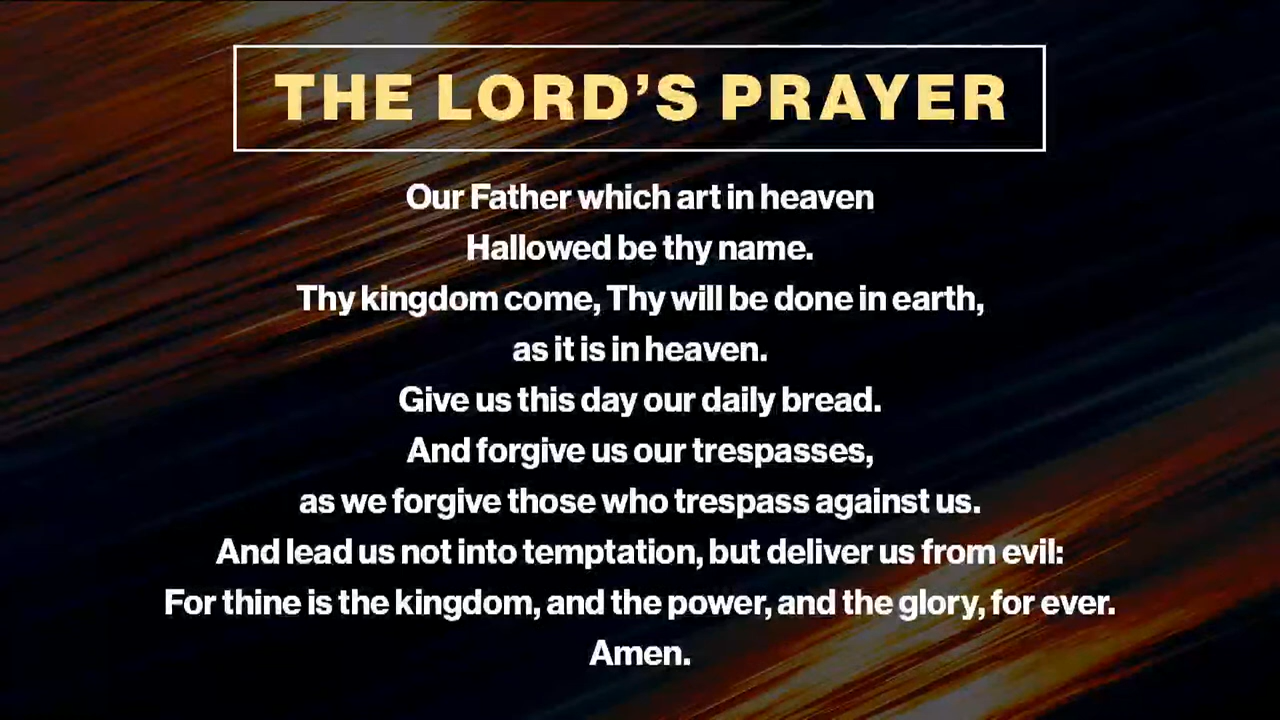 THE LORD’S PRAYER
Our Father which art in heaven
Hallowed be thy name.
Thy kingdom come, Thy will be done in earth,
as it is in heaven.
Give us this day our daily bread.
And forgive us our trespasses,
as we forgive those who trespass against us.
And lead us not into temptation, but deliver us from evil:
For thine is the kingdom, and the power, and the glory, for ever.
Amen.